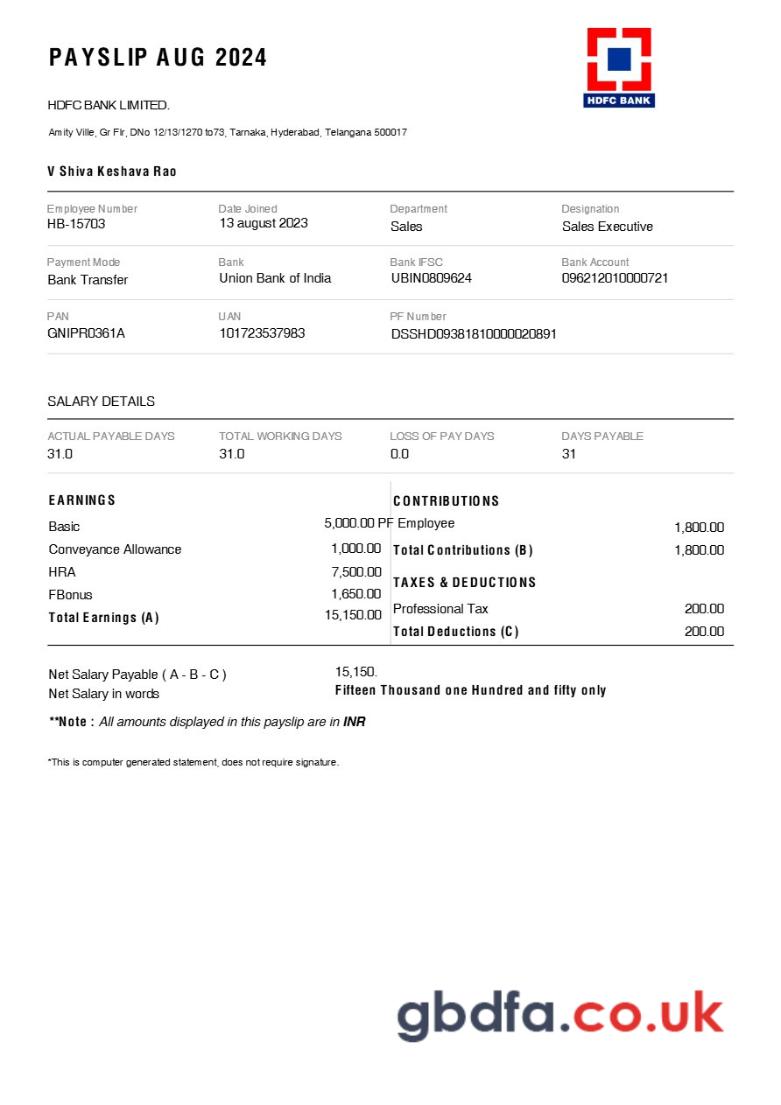 PAYSLIP AUG 2024
HDFC BANK
HDFC BANK LIMITED.
Amity Ville, Gr Flr, DNo 12/13/1270 to73, Tarnaka, Hyderabad, Telangana 500017
V Shiva Keshava Rao
Employee Number Date Joined Department Designation
HB-15703 13 august 2023 Sales Sales Executive
Payment Mode Bank Bank IFSC Bank Account
Bank Transfer Union Bank of India UBIN0809624 096212010000721
PAN UAN PF Number
GNIPR0361A 101723537983 DSSHD09381810000020891
SALARY DETAILS
ACTUAL PAYABLE DAYS TOTAL WORKING DAYS LOSS OF PAY DAYS DAYS PAYABLE
31.0 31.0 0.0 31
EARNINGS CONTRIBUTIONS
Basic 5,000.00 PF Employee 1,800.00
Conveyance Allowance 1,000.00 Total Contributions (B) 1,800.00
HRA 7,500.00 TAXES & DEDUCTIONS
FBonus 1,650.00 Professional Tax 200.00
Total Earnings (A) 15,150.00 Total Deductions (C) 200.00
Net Salary Payable ( A - B - C ) 15,150.
Net Salary in words Fifteen Thousand one Hundred and fifty only
**Note : All amounts displayed in this payslip are in INR
*This is computer generated statement, does not require signature.
gbdfa.co.uk